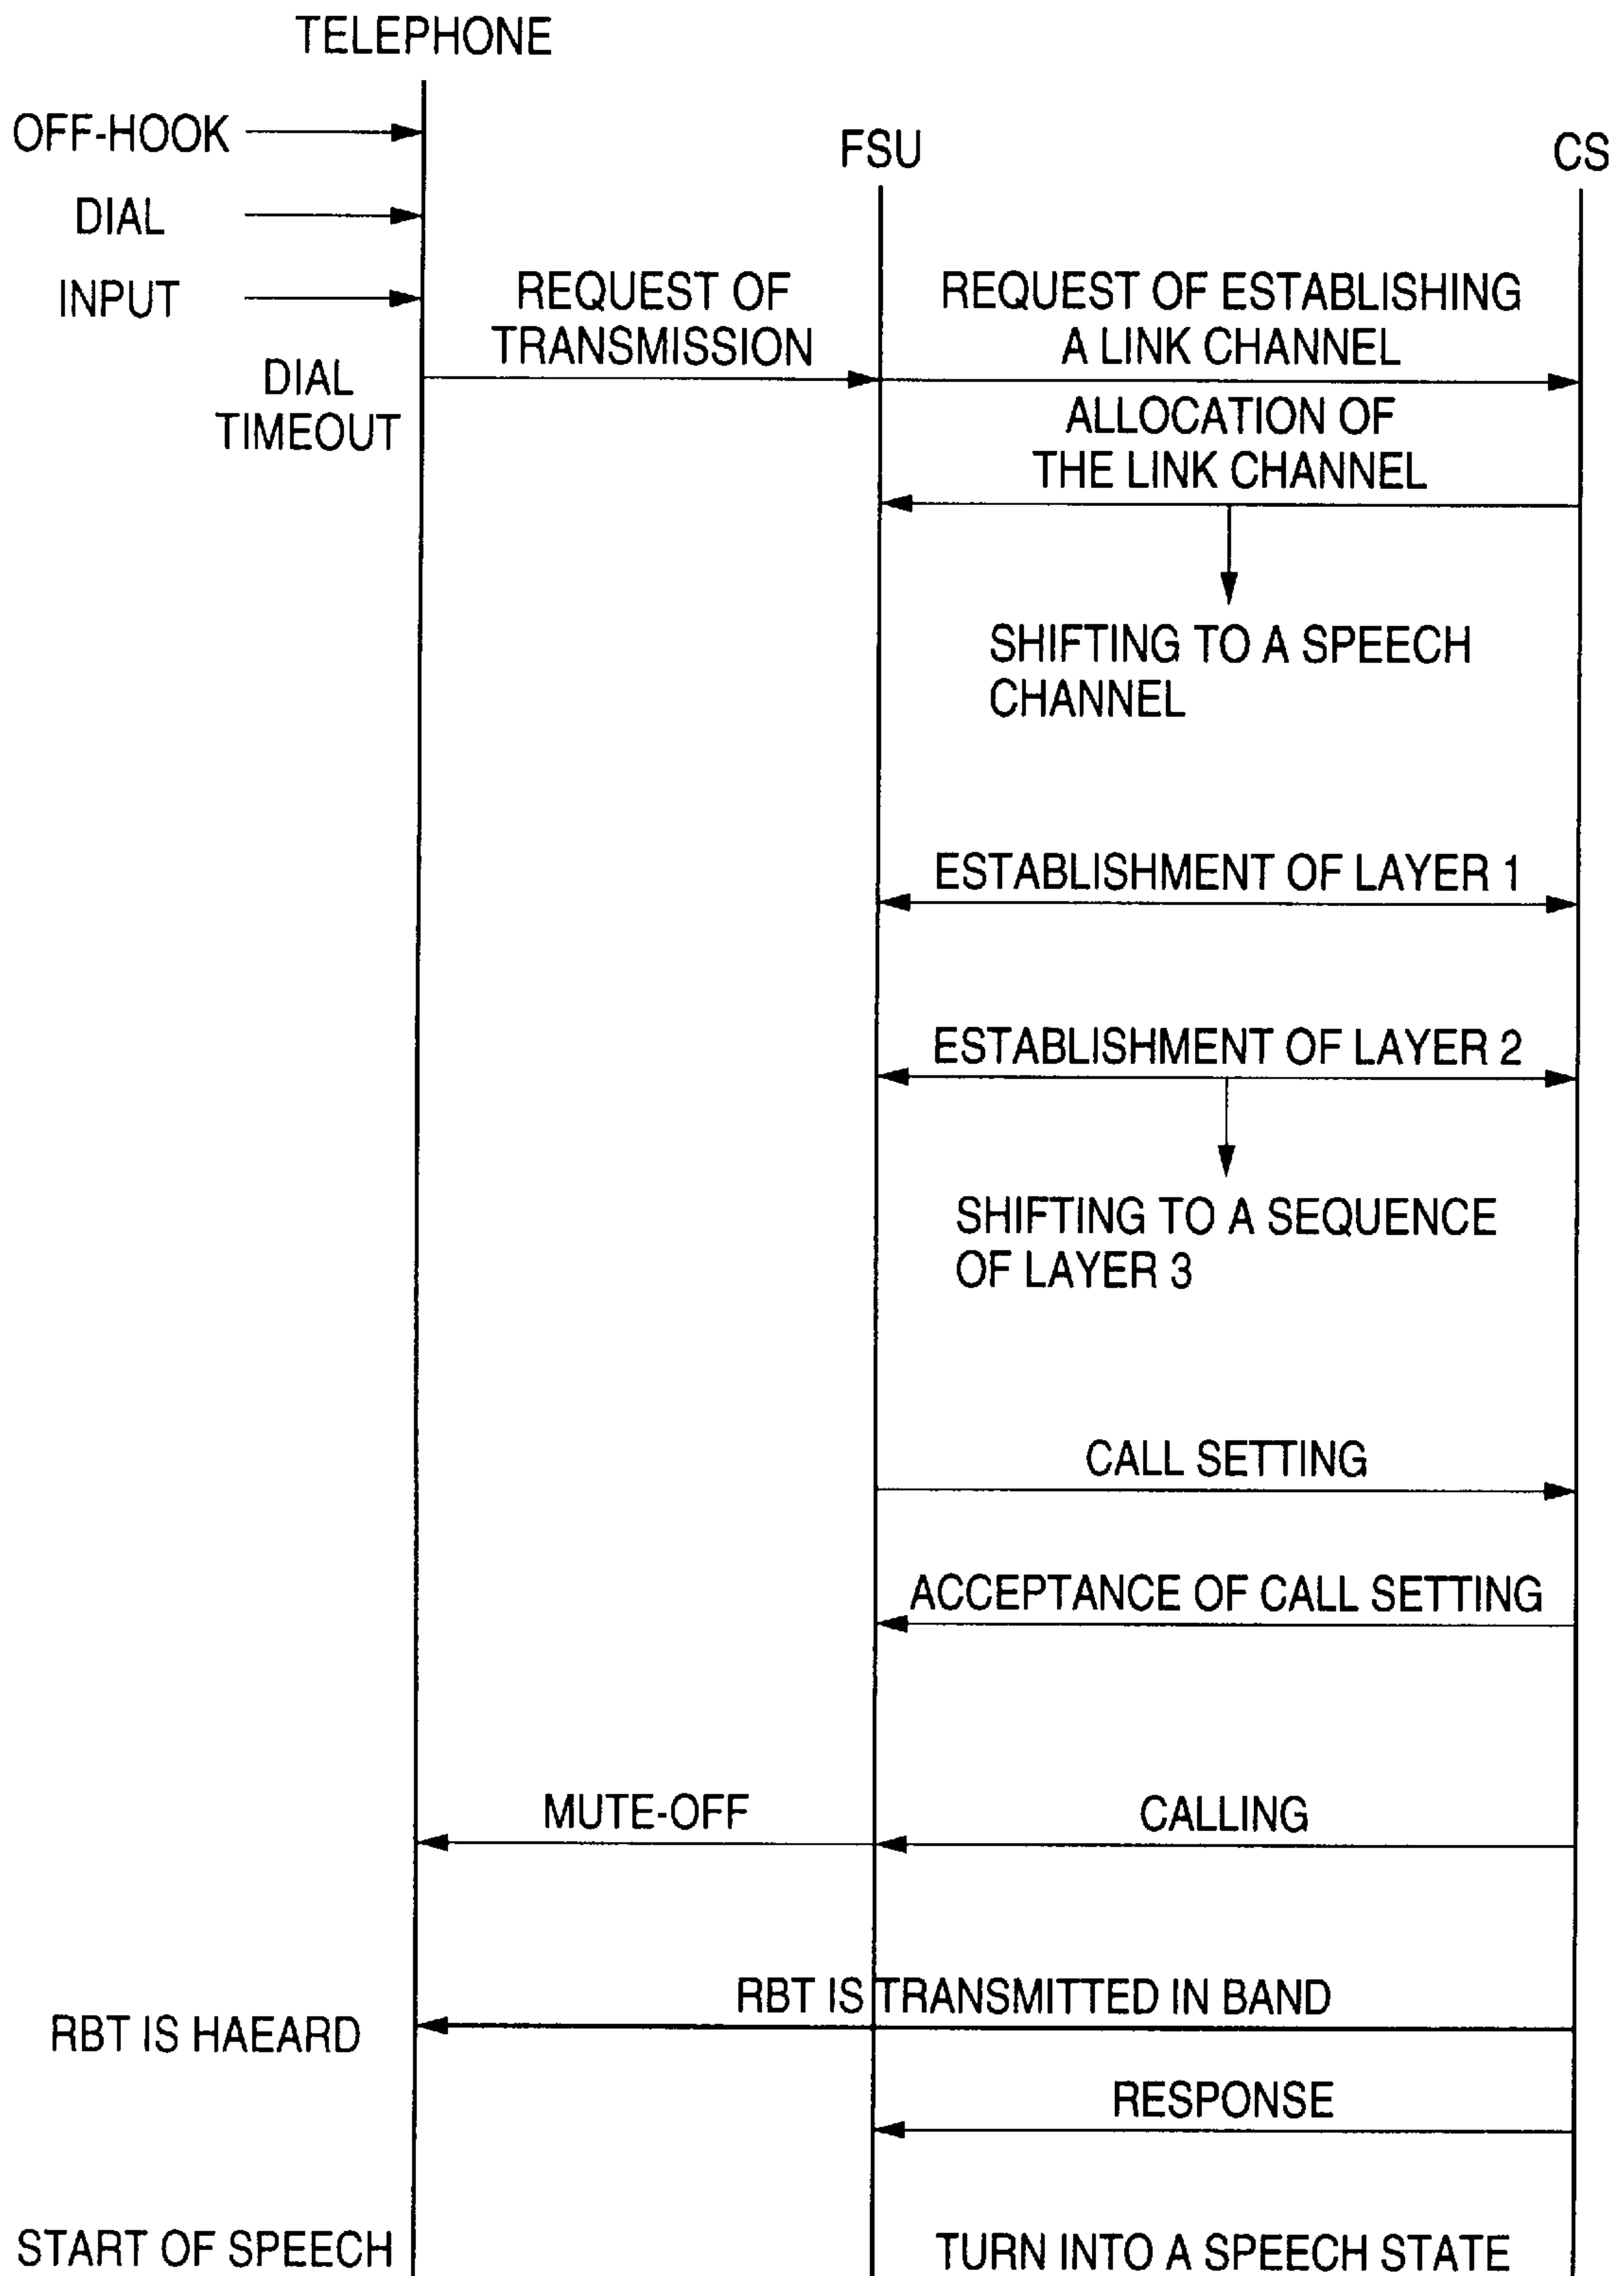 TELEPHONE
OFF-HOOK
FSU
CS
DIAL
INPUT
REQUEST OF
TRANSMISSION
REQUEST OF ESTABLISHING
A LINK CHANNEL
DIAL
TIMEOUT
ALLOCATION OF
THE LINK CHANNEL
SHIFTING TO A SPEECH
CHANNEL
ESTABLISHMENT OF LAYER 1
ESTABLISHMENT OF LAYER 2
SHIFTING TO A SEQUENCE
OF LAYER 3
CALL SETTING
ACCEPTANCE OF CALL SETTING
MUTE-OFF
CALLING
RBT IS TRANSMITTED IN BAND
RBT IS HAEARD
RESPONSE
START OF SPEECH
TURN INTO A SPEECH STATE